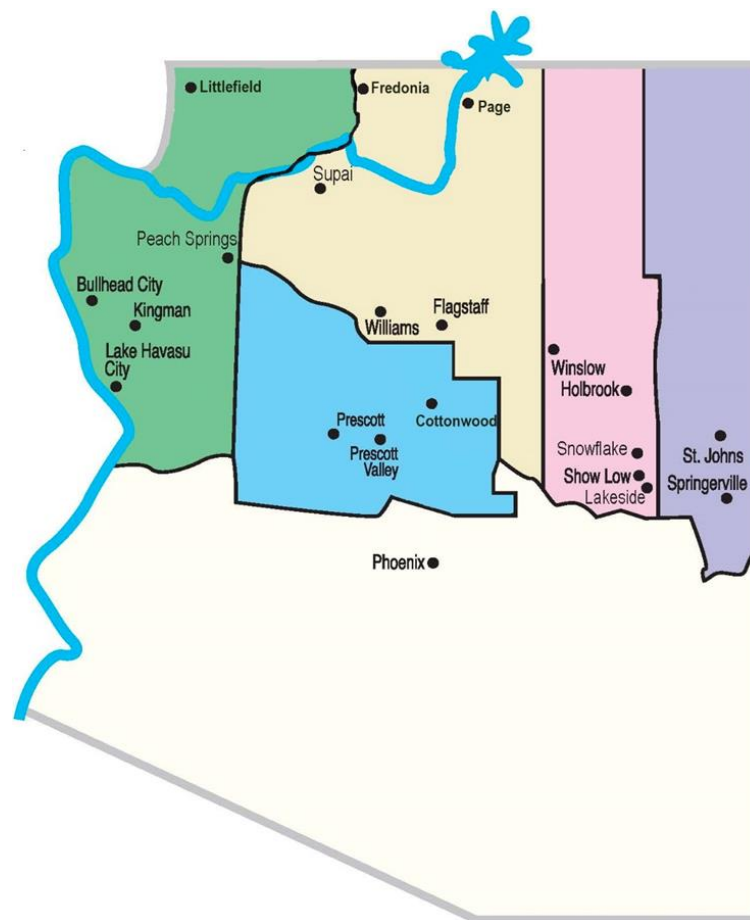 Littlefield
Fredonia
Page
Supai
Peach Springs
Bullhead City
Kingman
Lake Havasu
City
Williams
Flagstaff
Winslow
Holbrook
Prescott
Cottonwood
Prescott
Valley
Snowflake
Show Low
Lakeside
St. Johns
Springerville
Phoenix